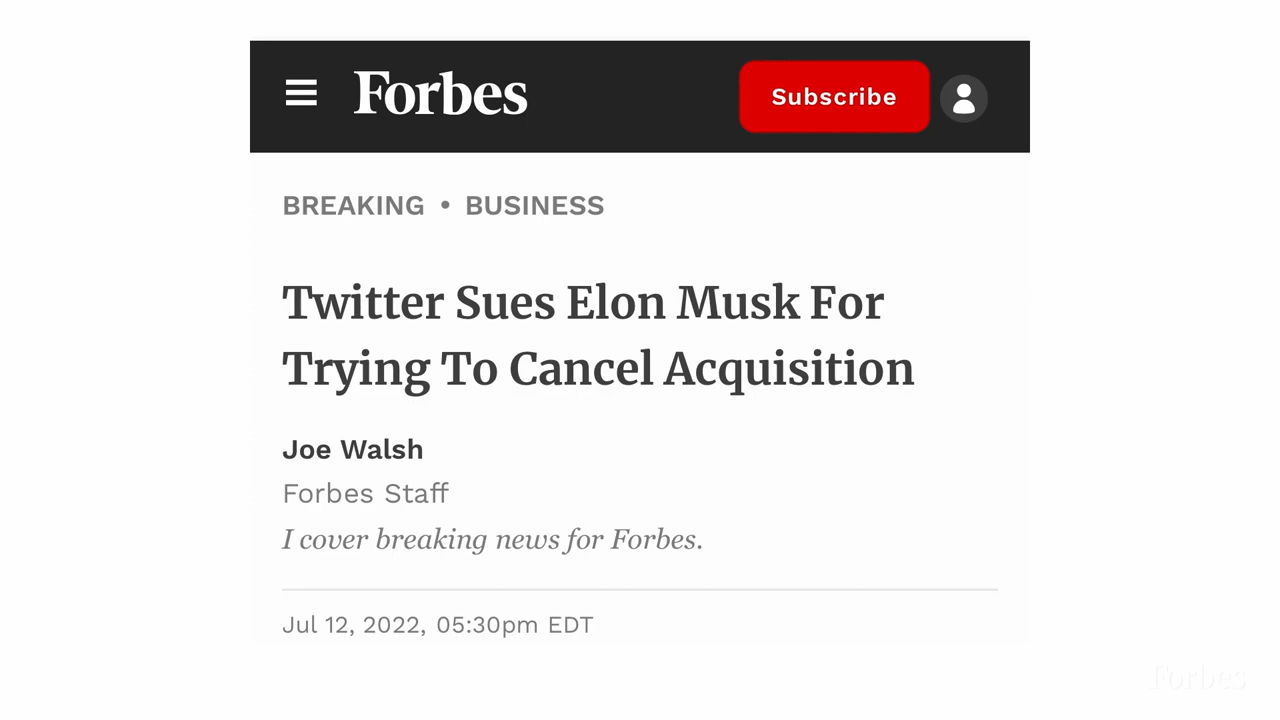 Forbes
Subscribe
BREAKING • BUSINESS
Twitter Sues Elon Musk For
Trying To Cancel Acquisition
Joe Walsh
Forbes Staff
I cover breaking news for Forbes.
Jul 12, 2022, 05:30pm EDT
Forbes